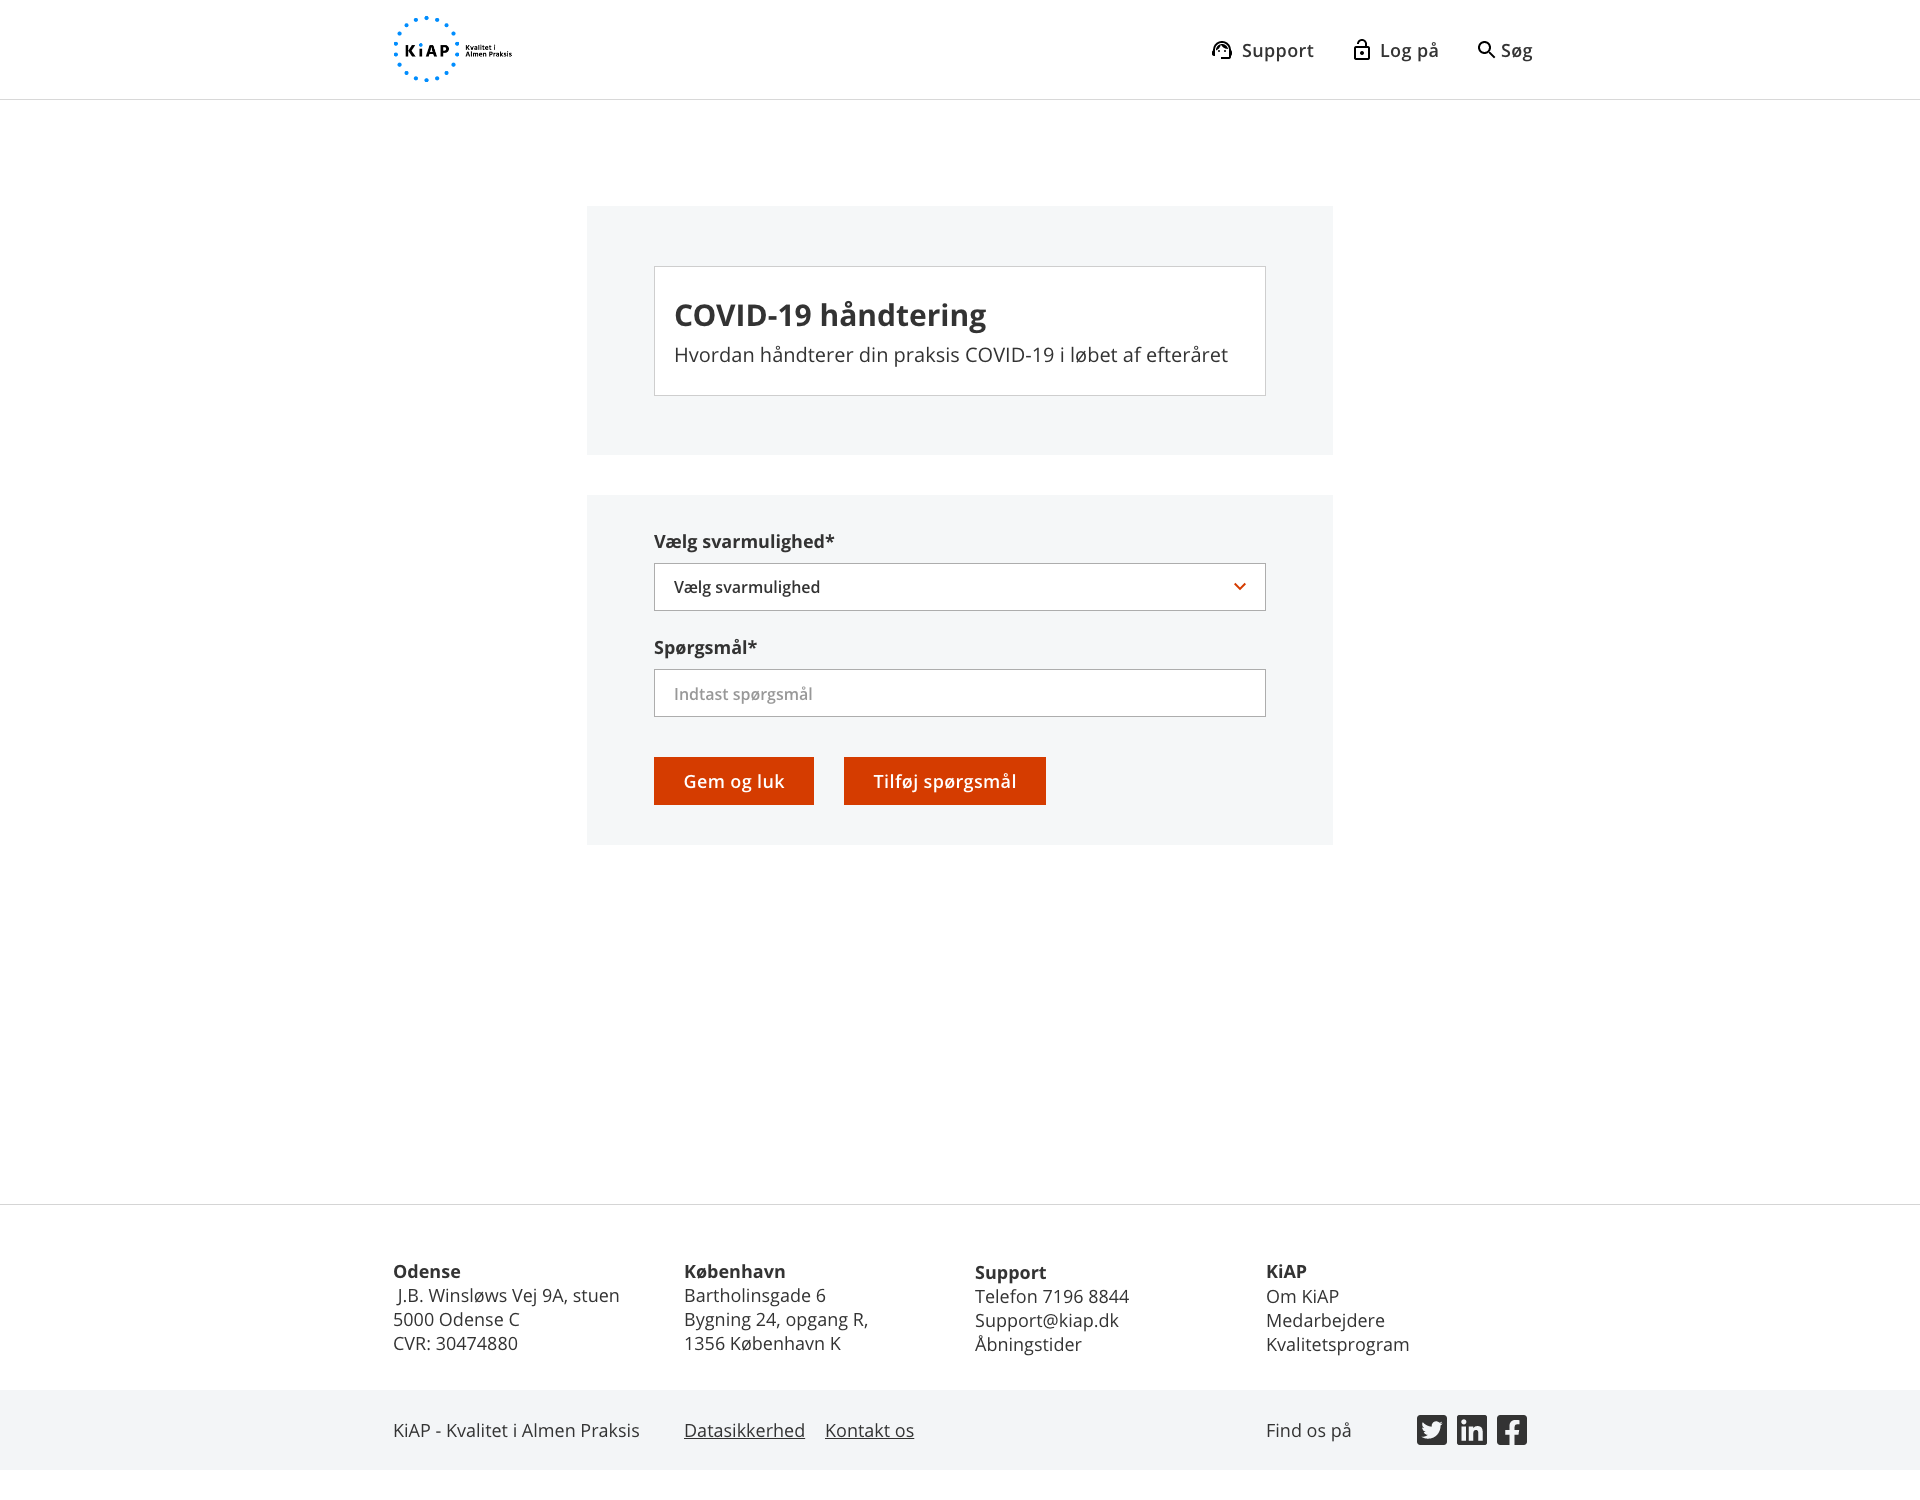 KiAP
Kvalitet i
Almen Praksis
Support
Log på
Søg
COVID-19 håndtering
Hvordan håndterer din praksis COVID-19 i løbet af efteråret
Vælg svarmulighed*
Vælg svarmulighed
Spørgsmål*
Indtast spørgsmål
Gem og luk
Tilføj spørgsmål
Odense
J.B. Winsløws Vej 9A, stuen
5000 Odense C
CVR: 30474880
København
Bartholinsgade 6
Bygning 24, opgang R,
1356 København K
Support
Telefon 7196 8844
Support@kiap.dk
Åbningstider
KiAP
Om KiAP
Medarbejdere
Kvalitetsprogram
KiAP - Kvalitet i Almen Praksis
Datasikkerhed
Kontakt os
Find os på